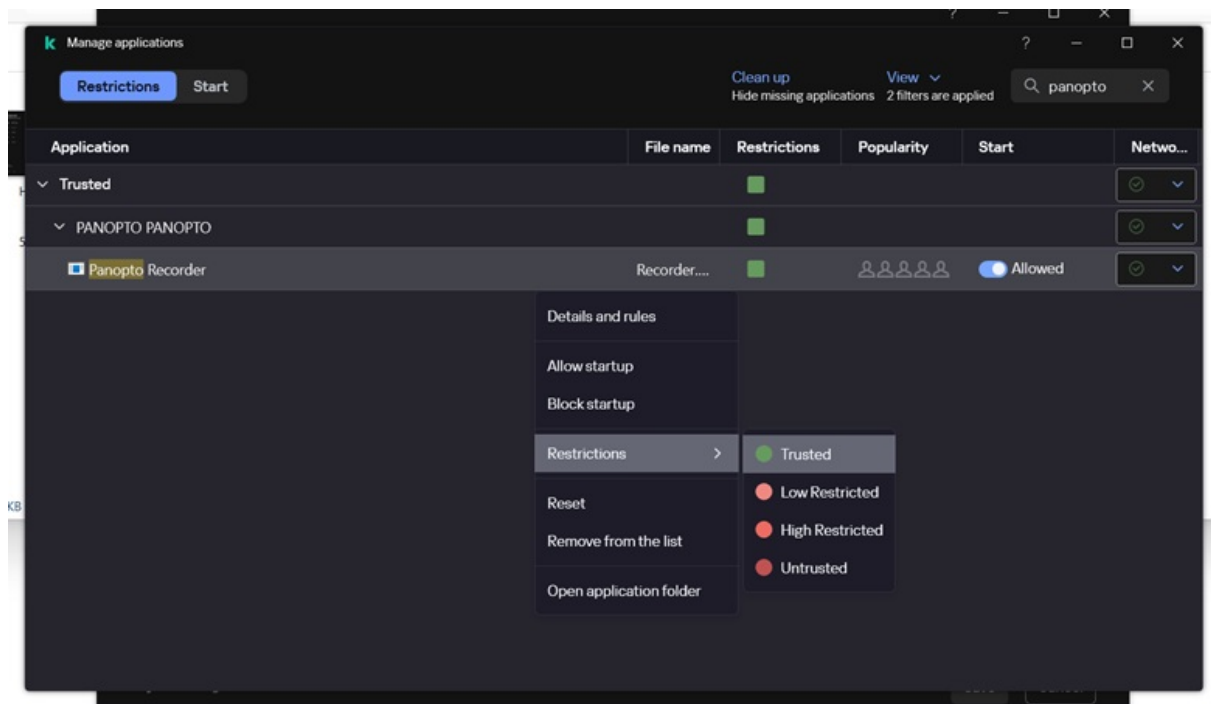 Manage applications
Restrictions Start
Clean up View
Hide missing applications 2 filters are applied
panopto
Application File name Restrictions Popularity Start Netwo...
Trusted
PANOPTO PANOPTO
Panopto Recorder Recorder.... Allowed
Details and rules
Allow startup
Block startup
Restrictions
Trusted
Low Restricted
High Restricted
Untrusted
Reset
Remove from the list
Open application folder
KB